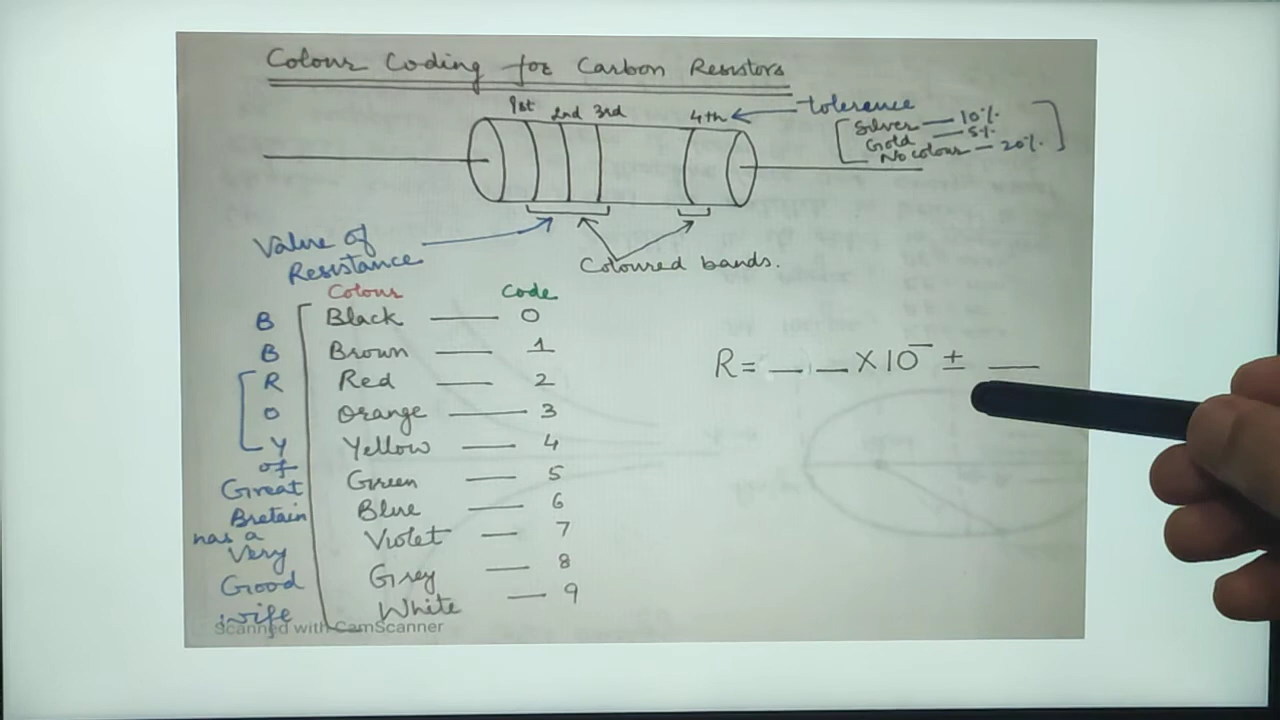 Colour Coding for Carbon Resistors
1st 2nd 3rd 4th ← tolerance
[Silver — 10%
Gold — 5%
No colour — 20%.]
Value of
Resistance
Coloured bands.
Colour Code
B Black — 0
B Brown — 1
R Red — 2
O Orange — 3
Y Yellow — 4
of
Great Green — 5
Bretain Blue — 6
has a
Very Violet — 7
Good Grey — 8
wife White — 9
R = _ _ X10⁻ ± _
Scanned with CamScanner